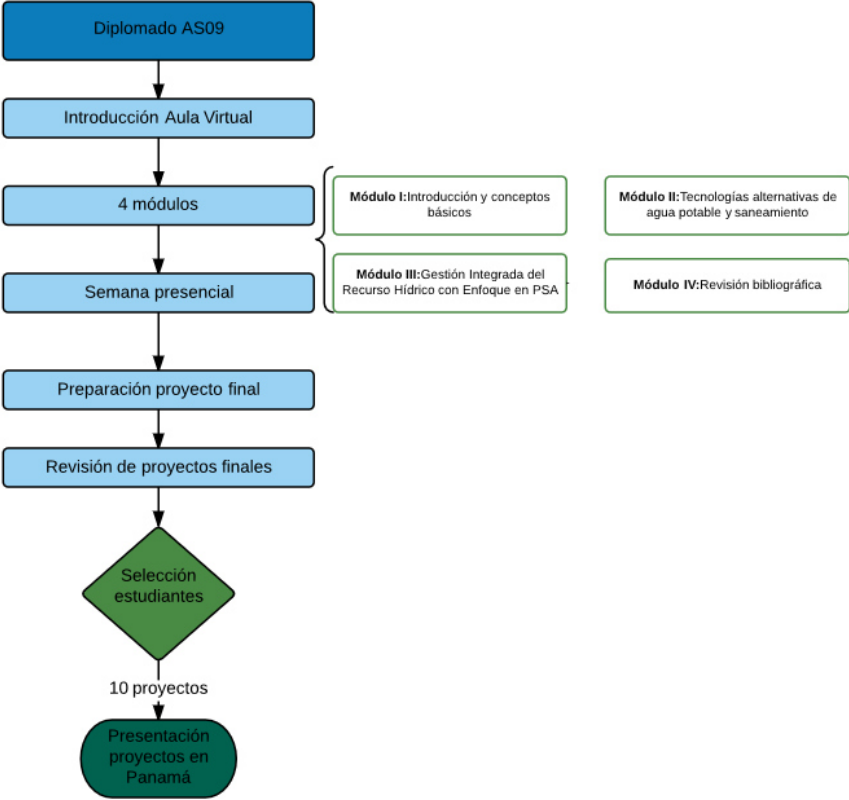 Diplomado AS09
Introducción Aula Virtual
4 módulos
Módulo I:Introducción y conceptos
básicos
Módulo II:Tecnologías alternativas de
agua potable y saneamiento
Semana presencial
Módulo III:Gestión Integrada del
Recurso Hídrico con Enfoque en PSA
Módulo IV:Revisión bibliográfica
Preparación proyecto final
Revisión de proyectos finales
Selección
estudiantes
10 proyectos
Presentación
proyectos en
Panamá